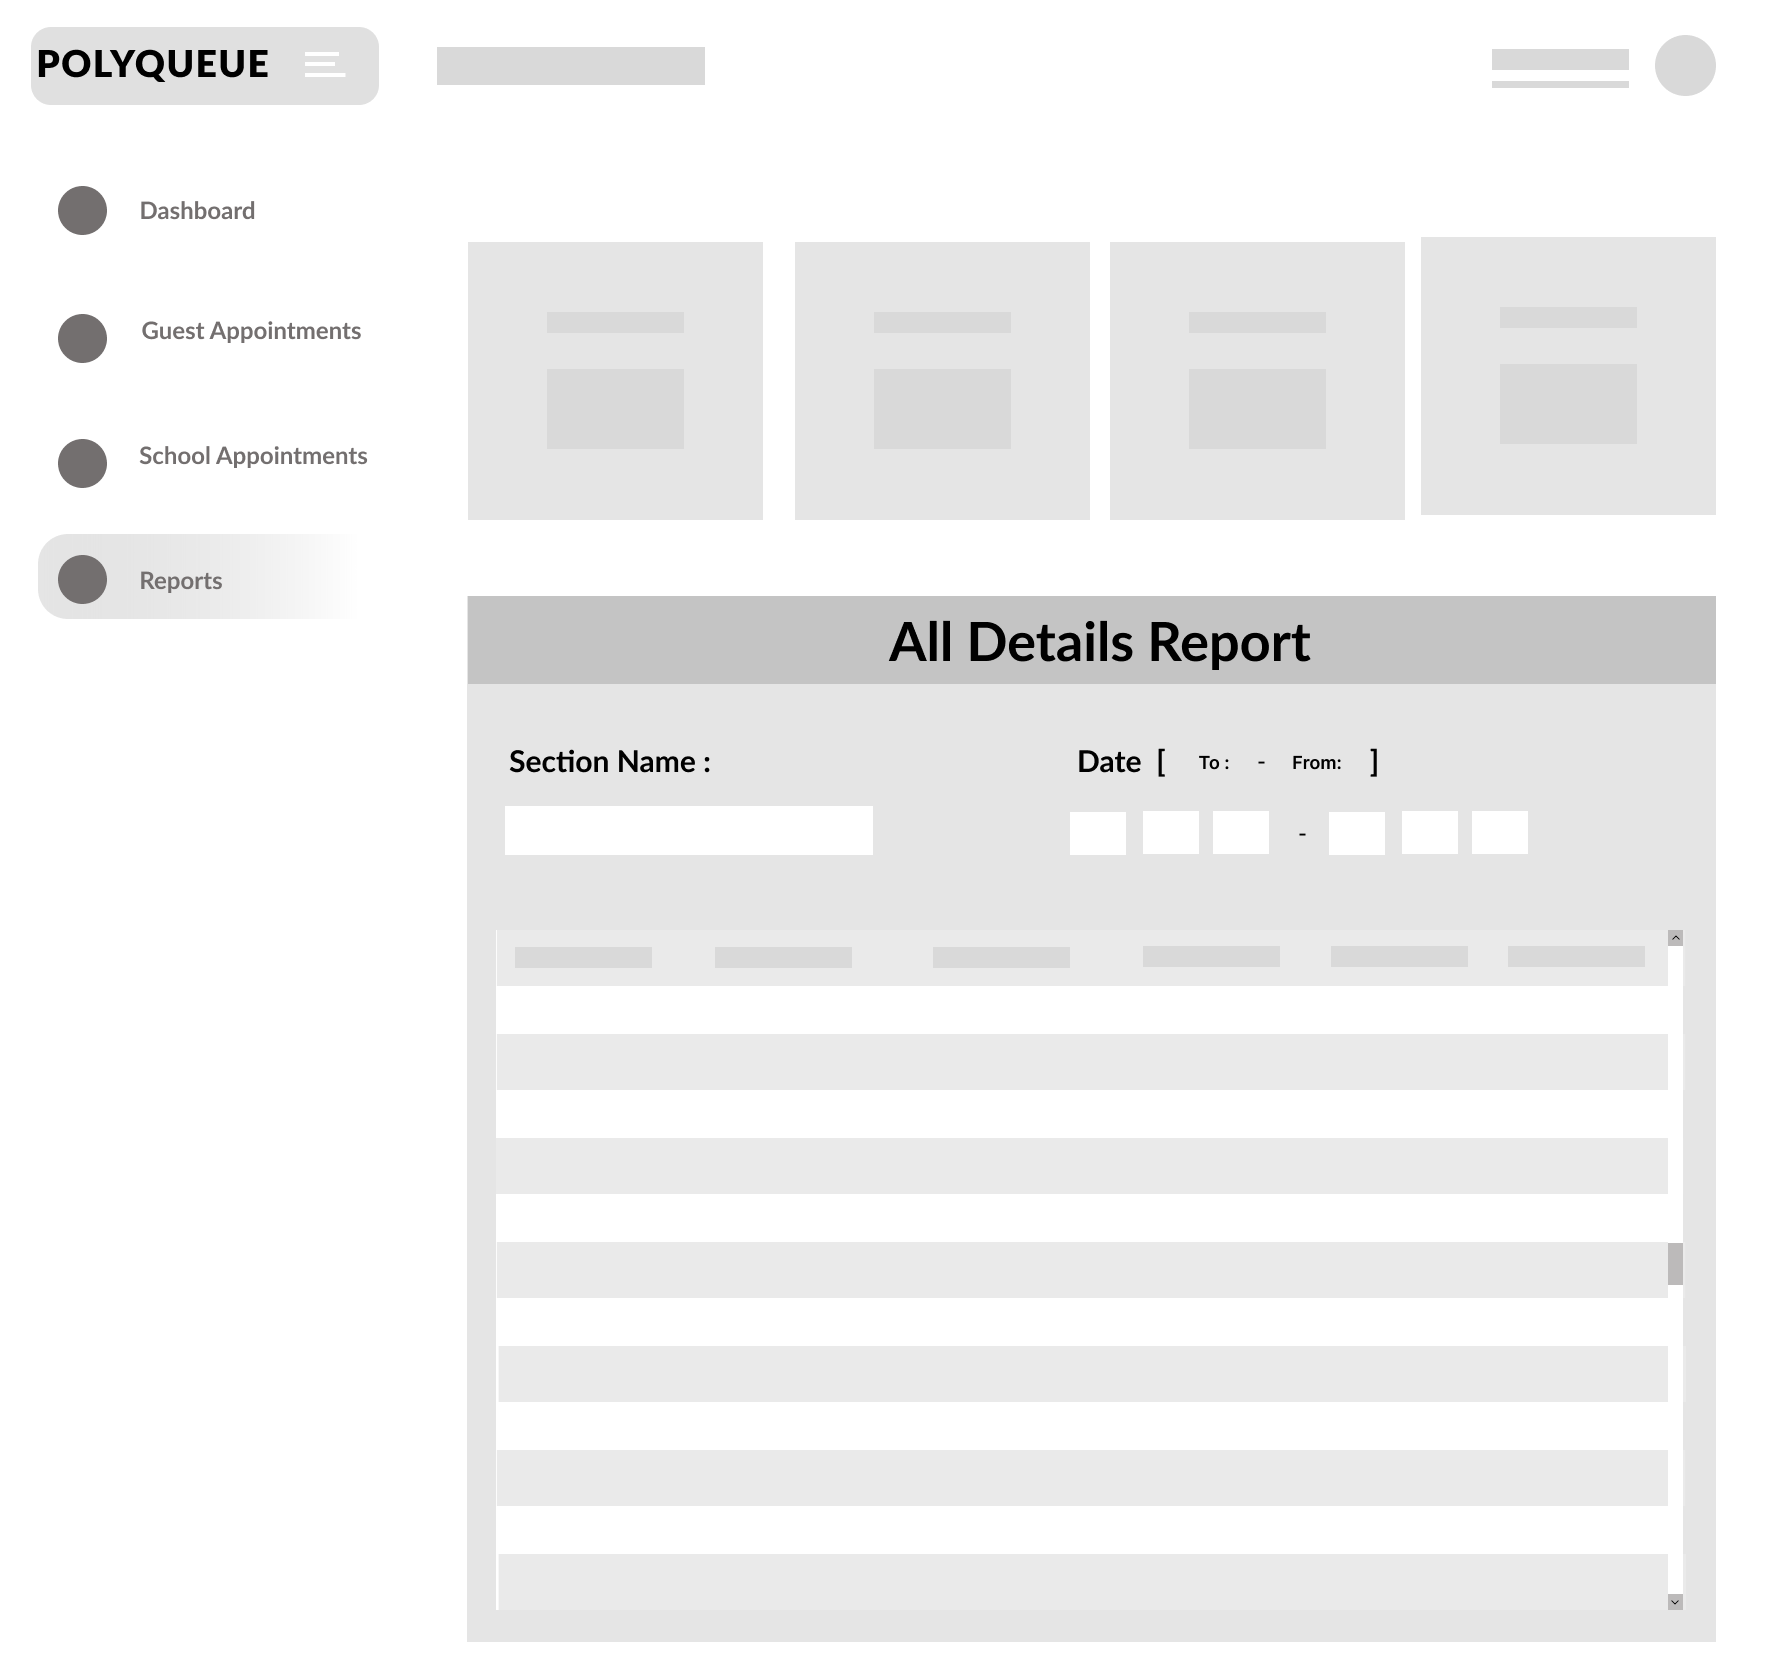 POLYQUEUE
Dashboard
Guest Appointments
School Appointments
Reports
All Details Report
Section Name :
Date [ To : - From: ]
-